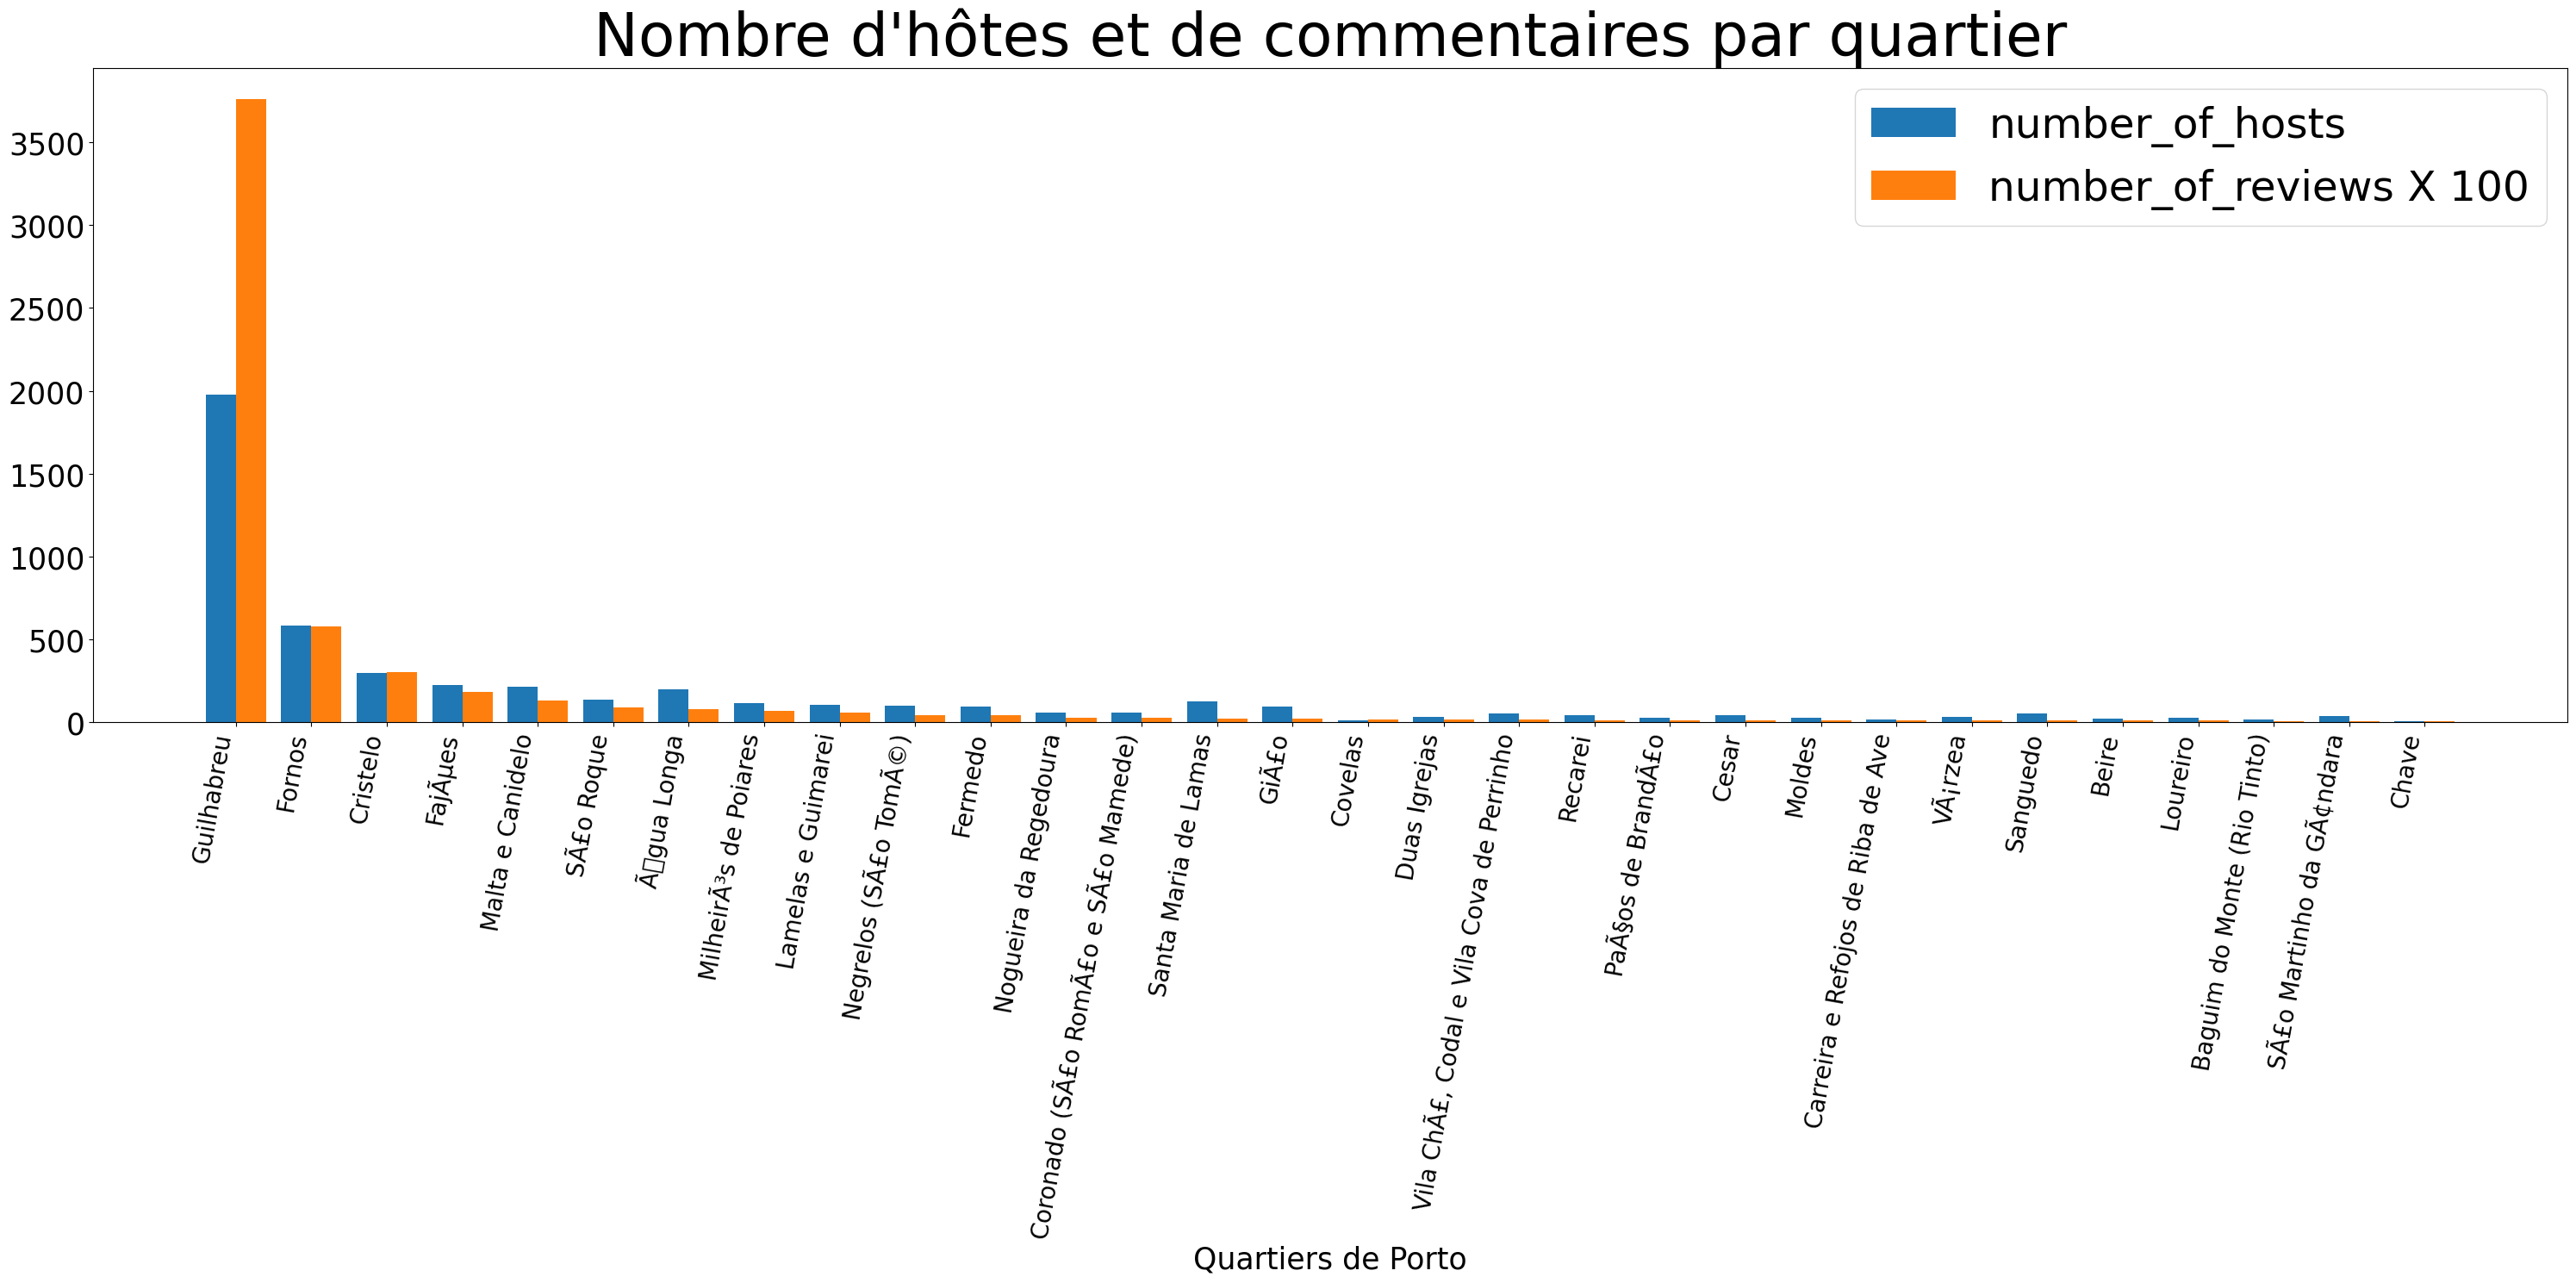 Nombre d'hôtes et de commentaires par quartier
number_of_hosts
number_of_reviews X 100
3500
3000
2500
2000
1500
1000
500
0
Guilhabreu
Fornos
Cristelo
FajÃµes
Malta e Canidelo
SÃ£o Roque
Ã�gua Longa
MilheirÃ³s de Poiares
Lamelas e Guimarei
Negrelos (SÃ£o TomÃ©)
Fermedo
Nogueira da Regedoura
Coronado (SÃ£o RomÃ£o e SÃ£o Mamede)
Santa Maria de Lamas
GiÃ£o
Covelas
Duas Igrejas
Vila ChÃ£, Codal e Vila Cova de Perrinho
Recarei
PaÃ§os de BrandÃ£o
Cesar
Moldes
Carreira e Refojos de Riba de Ave
VÃ¡rzea
Sanguedo
Beire
Loureiro
Baguim do Monte (Rio Tinto)
SÃ£o Martinho da GÃ¢ndara
Chave
Quartiers de Porto